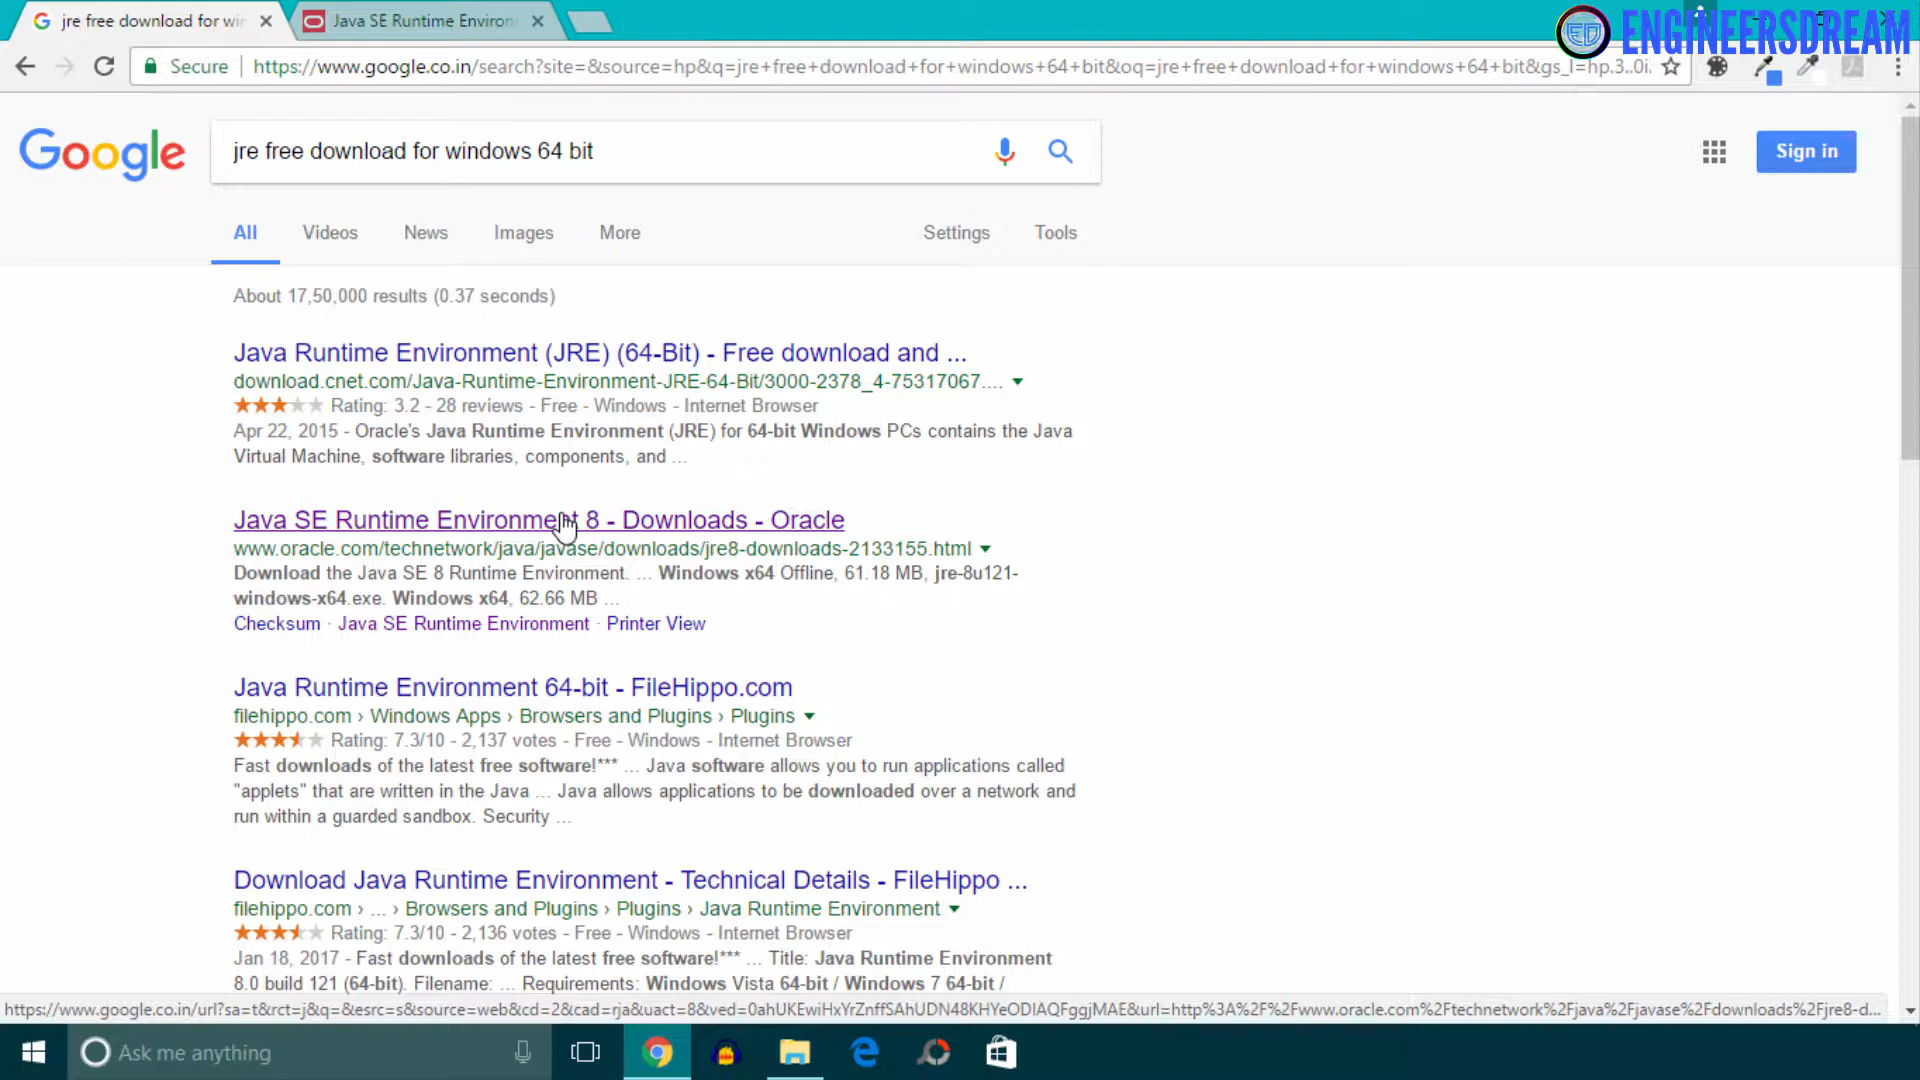 jre free download for win
Java SE Runtime Environ
ENGINEERSDREAM
Secure
https://www.google.co.in/search?site=&source=hp&q=jre+free+download+for+windows+64+bit&oq=jre+free+download+for+windows+64+bit&gs_l=hp.3..0i.
Google
jre free download for windows 64 bit
Sign in
All
Videos
News
Images
More
Settings
Tools
About 17,50,000 results (0.37 seconds)
Java Runtime Environment (JRE) (64-Bit) - Free download and ...
download.cnet.com/Java-Runtime-Environment-JRE-64-Bit/3000-2378_4-75317067....
Rating: 3.2 - 28 reviews - Free - Windows - Internet Browser
Apr 22, 2015 - Oracle's Java Runtime Environment (JRE) for 64-bit Windows PCs contains the Java
Virtual Machine, software libraries, components, and ...
Java SE Runtime Environment 8 - Downloads - Oracle
www.oracle.com/technetwork/java/javase/downloads/jre8-downloads-2133155.html
Download the Java SE 8 Runtime Environment. ... Windows x64 Offline, 61.18 MB, jre-8u121-
windows-x64.exe. Windows x64, 62.66 MB ...
Checksum · Java SE Runtime Environment · Printer View
Java Runtime Environment 64-bit - FileHippo.com
filehippo.com › Windows Apps › Browsers and Plugins › Plugins
Rating: 7.3/10 - 2,137 votes - Free - Windows - Internet Browser
Fast downloads of the latest free software!*** ... Java software allows you to run applications called
"applets" that are written in the Java ... Java allows applications to be downloaded over a network and
run within a guarded sandbox. Security ...
Download Java Runtime Environment - Technical Details - FileHippo ...
filehippo.com › ... › Browsers and Plugins › Plugins › Java Runtime Environment
Rating: 7.3/10 - 2,136 votes - Free - Windows - Internet Browser
Jan 18, 2017 - Fast downloads of the latest free software!*** ... Title: Java Runtime Environment
8.0 build 121 (64-bit). Filename: ... Requirements: Windows Vista 64-bit / Windows 7 64-bit /
https://www.google.co.in/url?sa=t&rct=j&q=&esrc=s&source=web&cd=2&cad=rja&uact=8&ved=0ahUKEwiHxYrZnffSAhUDN48KHYeODIAQFggjMAE&url=http%3A%2F%2Fwww.oracle.com%2Ftechnetwork%2Fjava%2Fjavase%2Fdownloads%2Fjre8-d...
Ask me anything